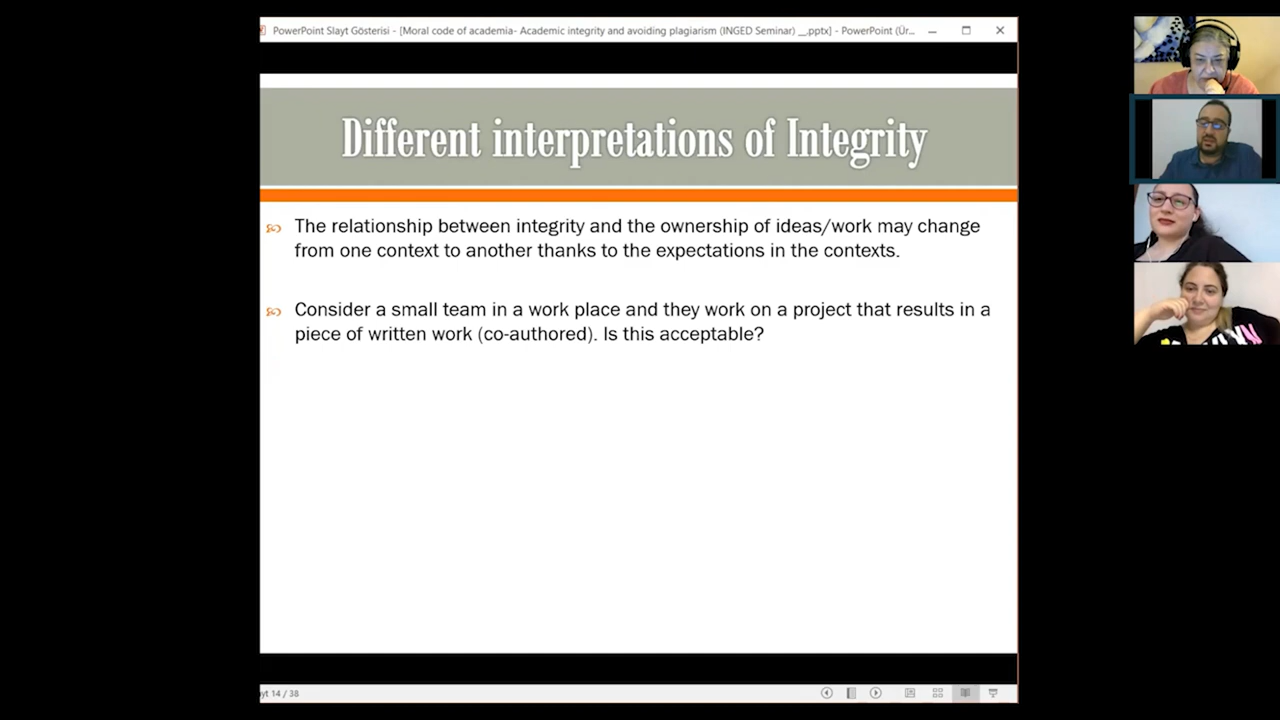 PowerPoint Slayt Gösterisi - [Moral code of academia- Academic integrity and avoiding plagiarism (INGED Seminar) __.pptx] - PowerPoint (Ür...
Different interpretations of Integrity
The relationship between integrity and the ownership of ideas/work may change
from one context to another thanks to the expectations in the contexts.
Consider a small team in a work place and they work on a project that results in a
piece of written work (co-authored). Is this acceptable?
14 / 38